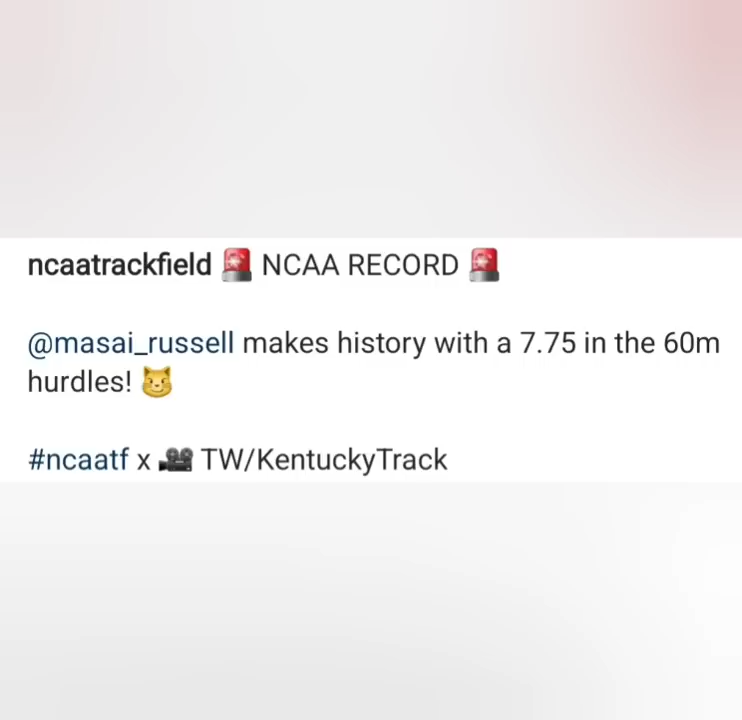 ncaatrackfield 🚨 NCAA RECORD 🚨
@masai_russell makes history with a 7.75 in the 60m
hurdles! 😼
#ncaatf x 🎥 TW/KentuckyTrack